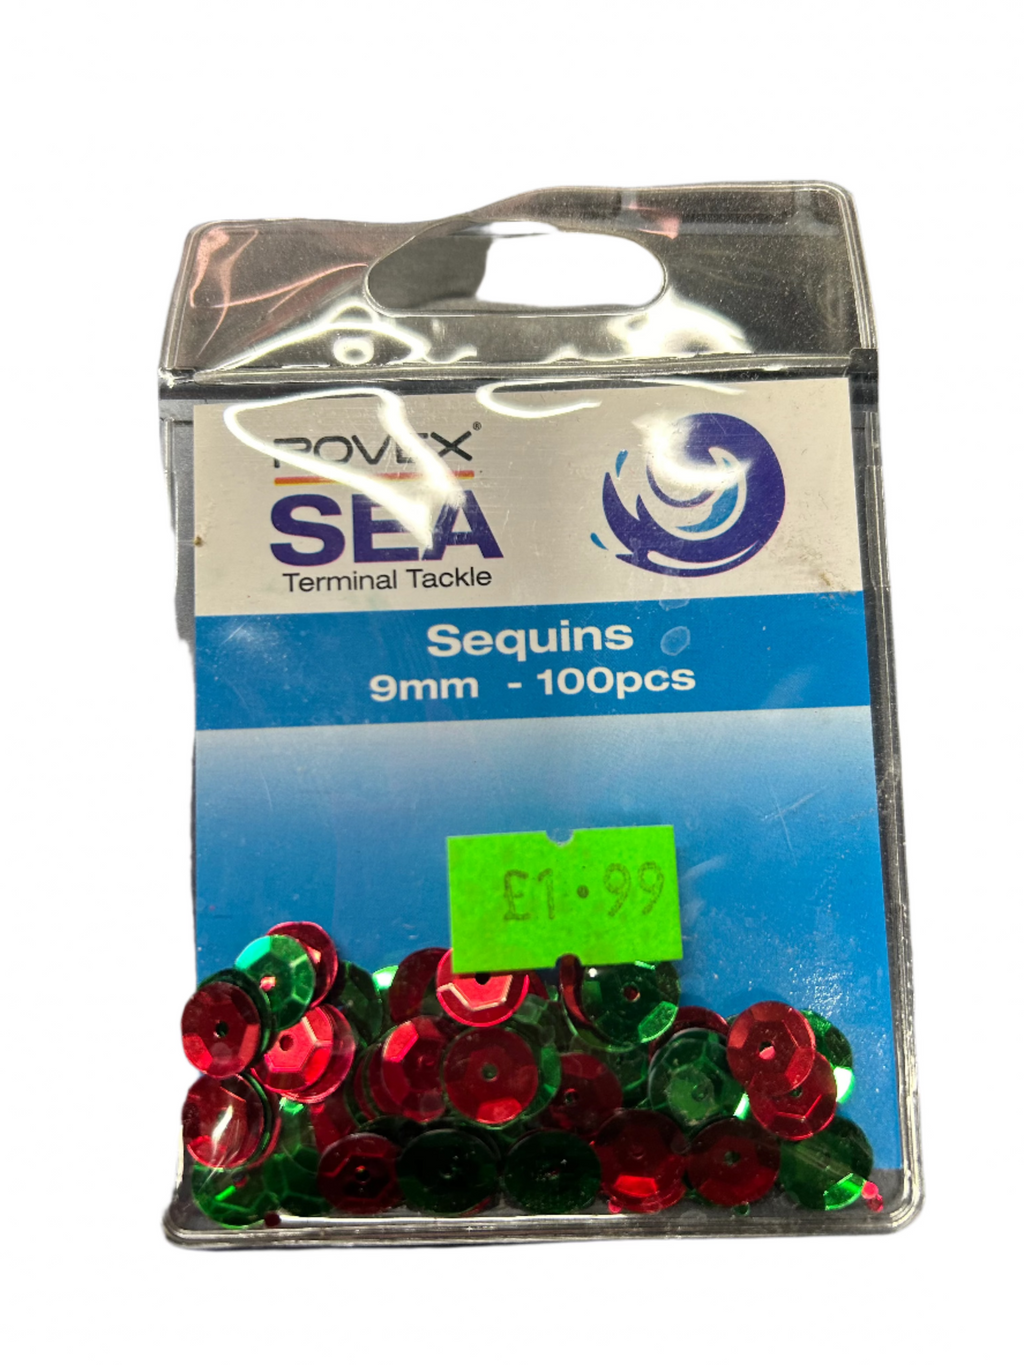 ROVEX®
SEA
Terminal Tackle
Sequins
9mm - 100pcs
£1.99